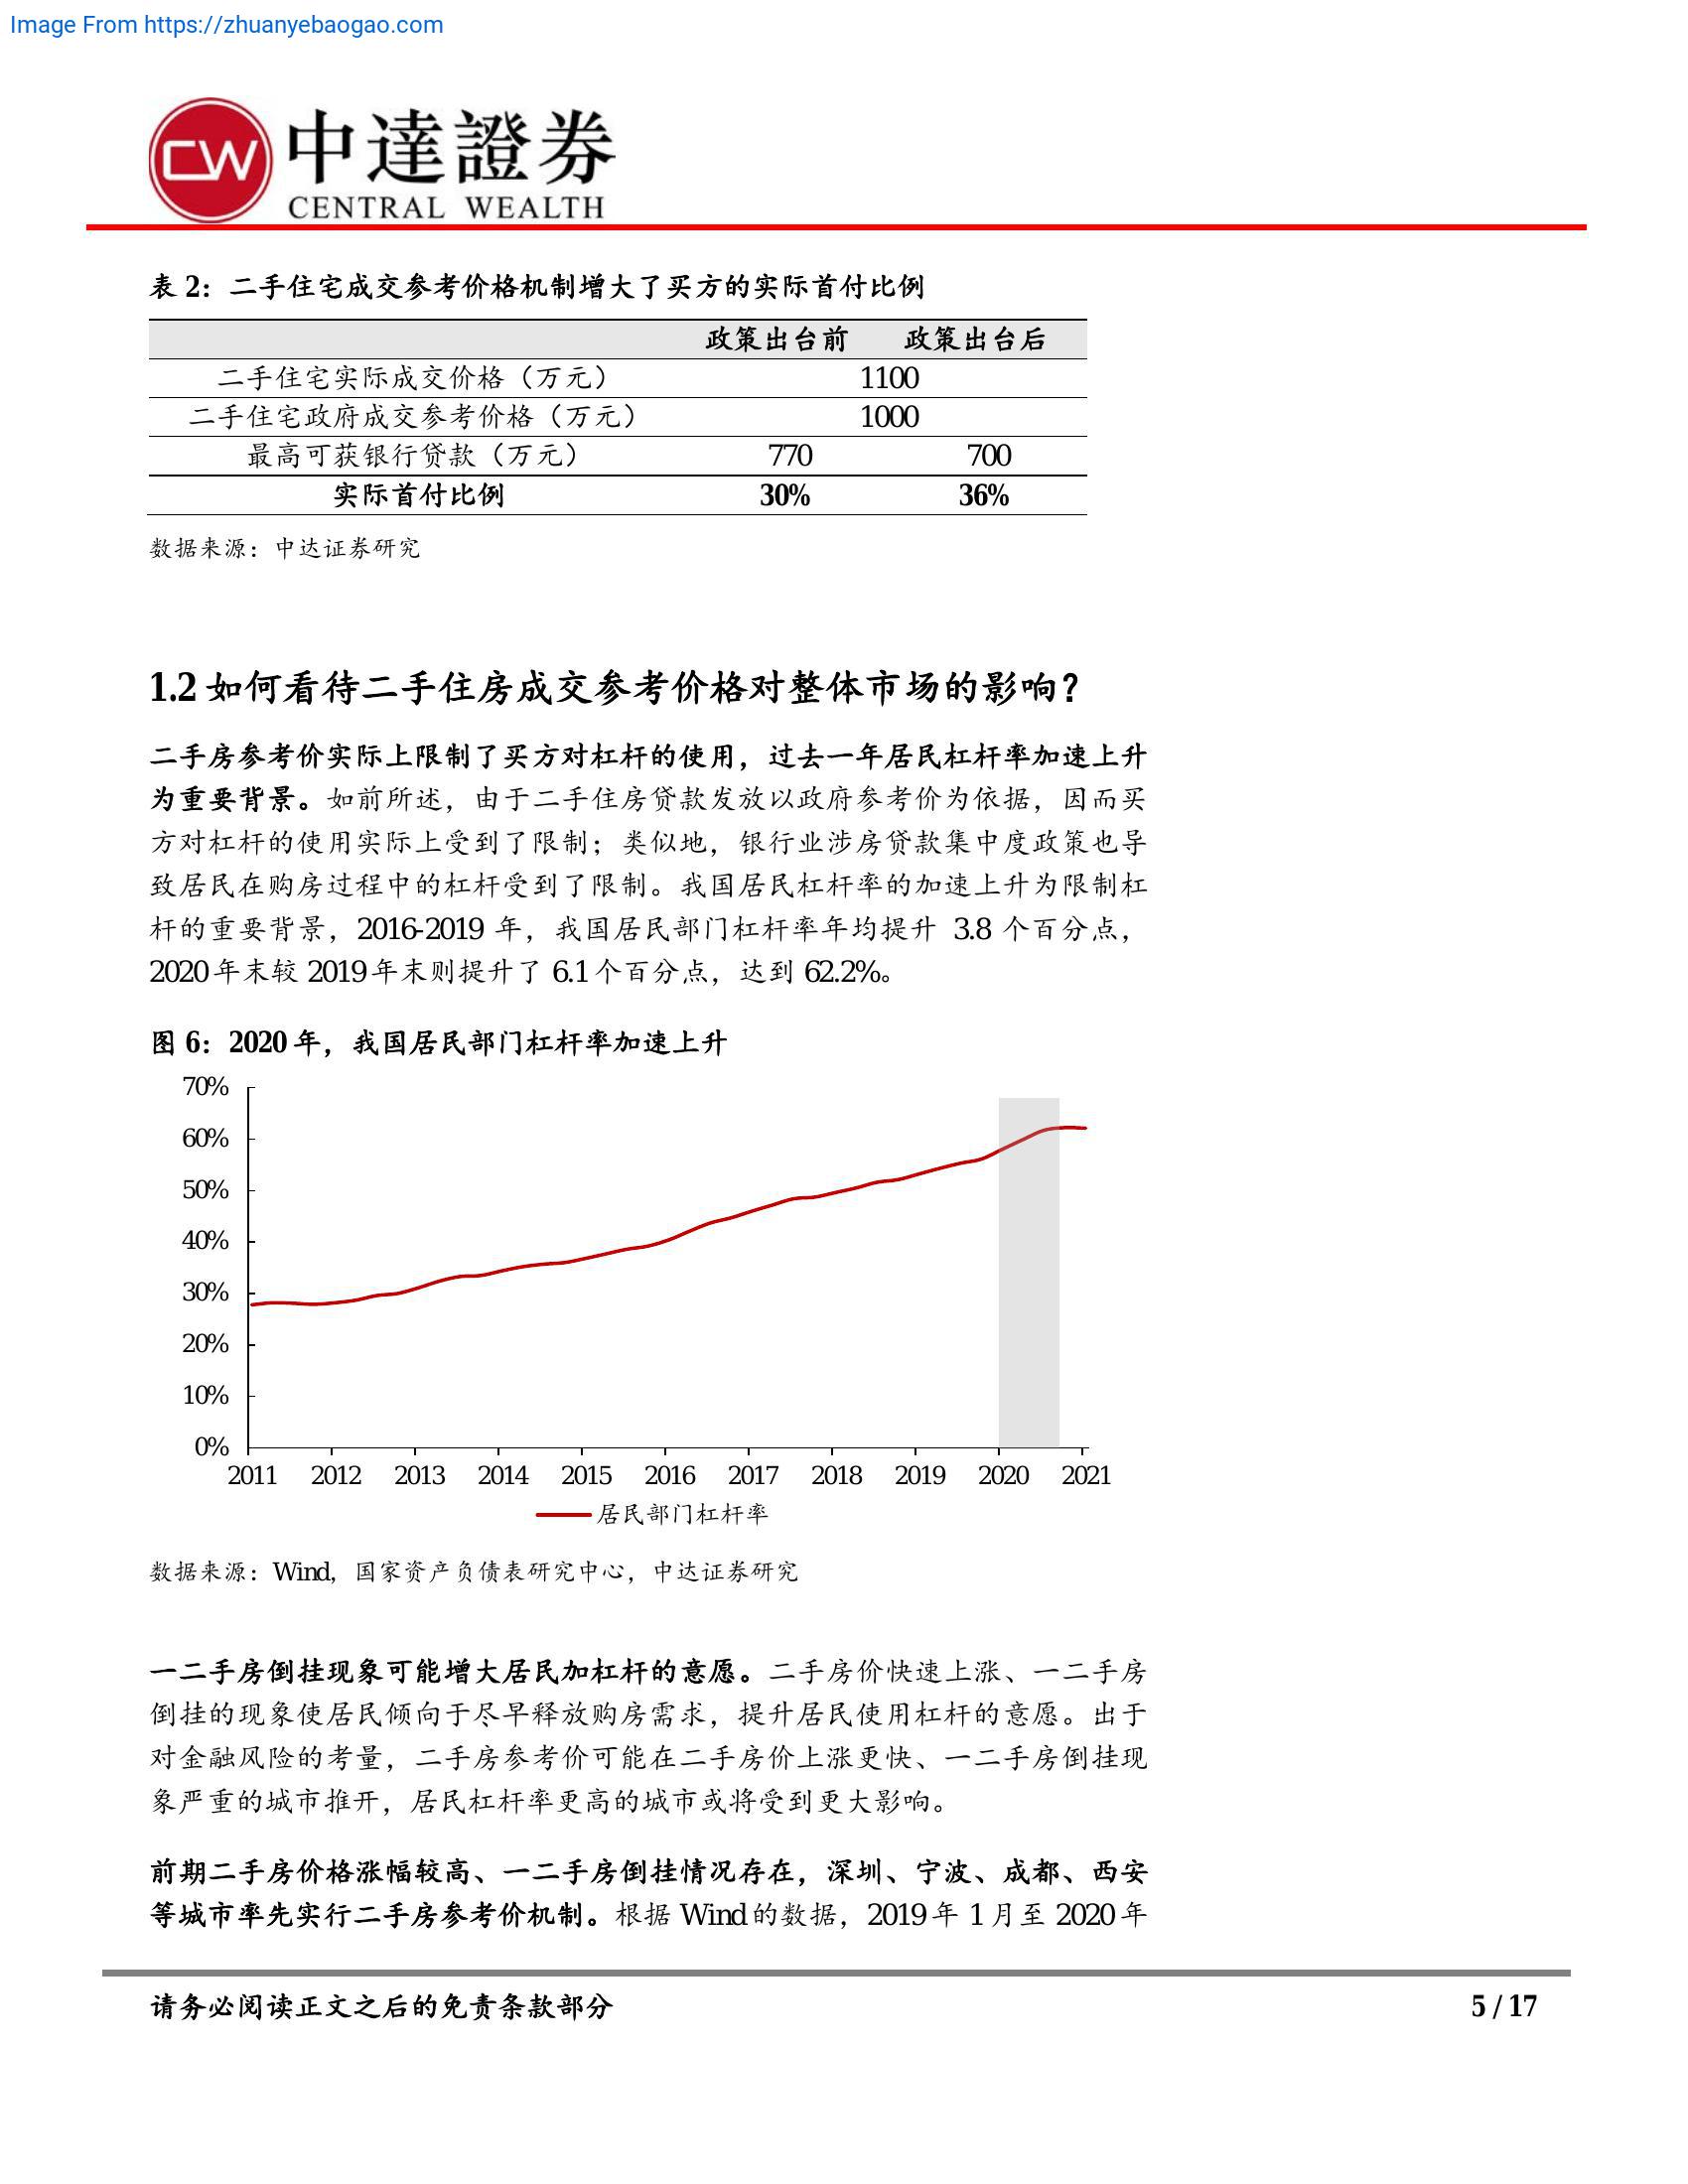 Image From https://zhuanyebaogao.com
CW
中達證券
CENTRAL WEALTH
表 2：二手住宅成交参考价格机制增大了买方的实际首付比例
政策出台前 政策出台后
二手住宅实际成交价格（万元） 1100
二手住宅政府成交参考价格（万元） 1000
最高可获银行贷款（万元） 770 700
实际首付比例 30% 36%
数据来源：中达证券研究
1.2 如何看待二手住房成交参考价格对整体市场的影响？
二手房参考价实际上限制了买方对杠杆的使用，过去一年居民杠杆率加速上升
为重要背景。如前所述，由于二手住房贷款发放以政府参考价为依据，因而买
方对杠杆的使用实际上受到了限制；类似地，银行业涉房贷款集中度政策也导
致居民在购房过程中的杠杆受到了限制。我国居民杠杆率的加速上升为限制杠
杆的重要背景，2016-2019 年，我国居民部门杠杆率年均提升 3.8 个百分点，
2020 年末较 2019 年末则提升了 6.1 个百分点，达到 62.2%。
图 6：2020 年，我国居民部门杠杆率加速上升
70%
60%
50%
40%
30%
20%
10%
0%
2011 2012 2013 2014 2015 2016 2017 2018 2019 2020 2021
居民部门杠杆率
数据来源：Wind，国家资产负债表研究中心，中达证券研究
一二手房倒挂现象可能增大居民加杠杆的意愿。二手房价快速上涨、一二手房
倒挂的现象使居民倾向于尽早释放购房需求，提升居民使用杠杆的意愿。出于
对金融风险的考量，二手房参考价可能在二手房价上涨更快、一二手房倒挂现
象严重的城市推开，居民杠杆率更高的城市或将受到更大影响。
前期二手房价格涨幅较高、一二手房倒挂情况存在，深圳、宁波、成都、西安
等城市率先实行二手房参考价机制。根据 Wind 的数据，2019 年 1 月至 2020 年
请务必阅读正文之后的免责条款部分 5 / 17